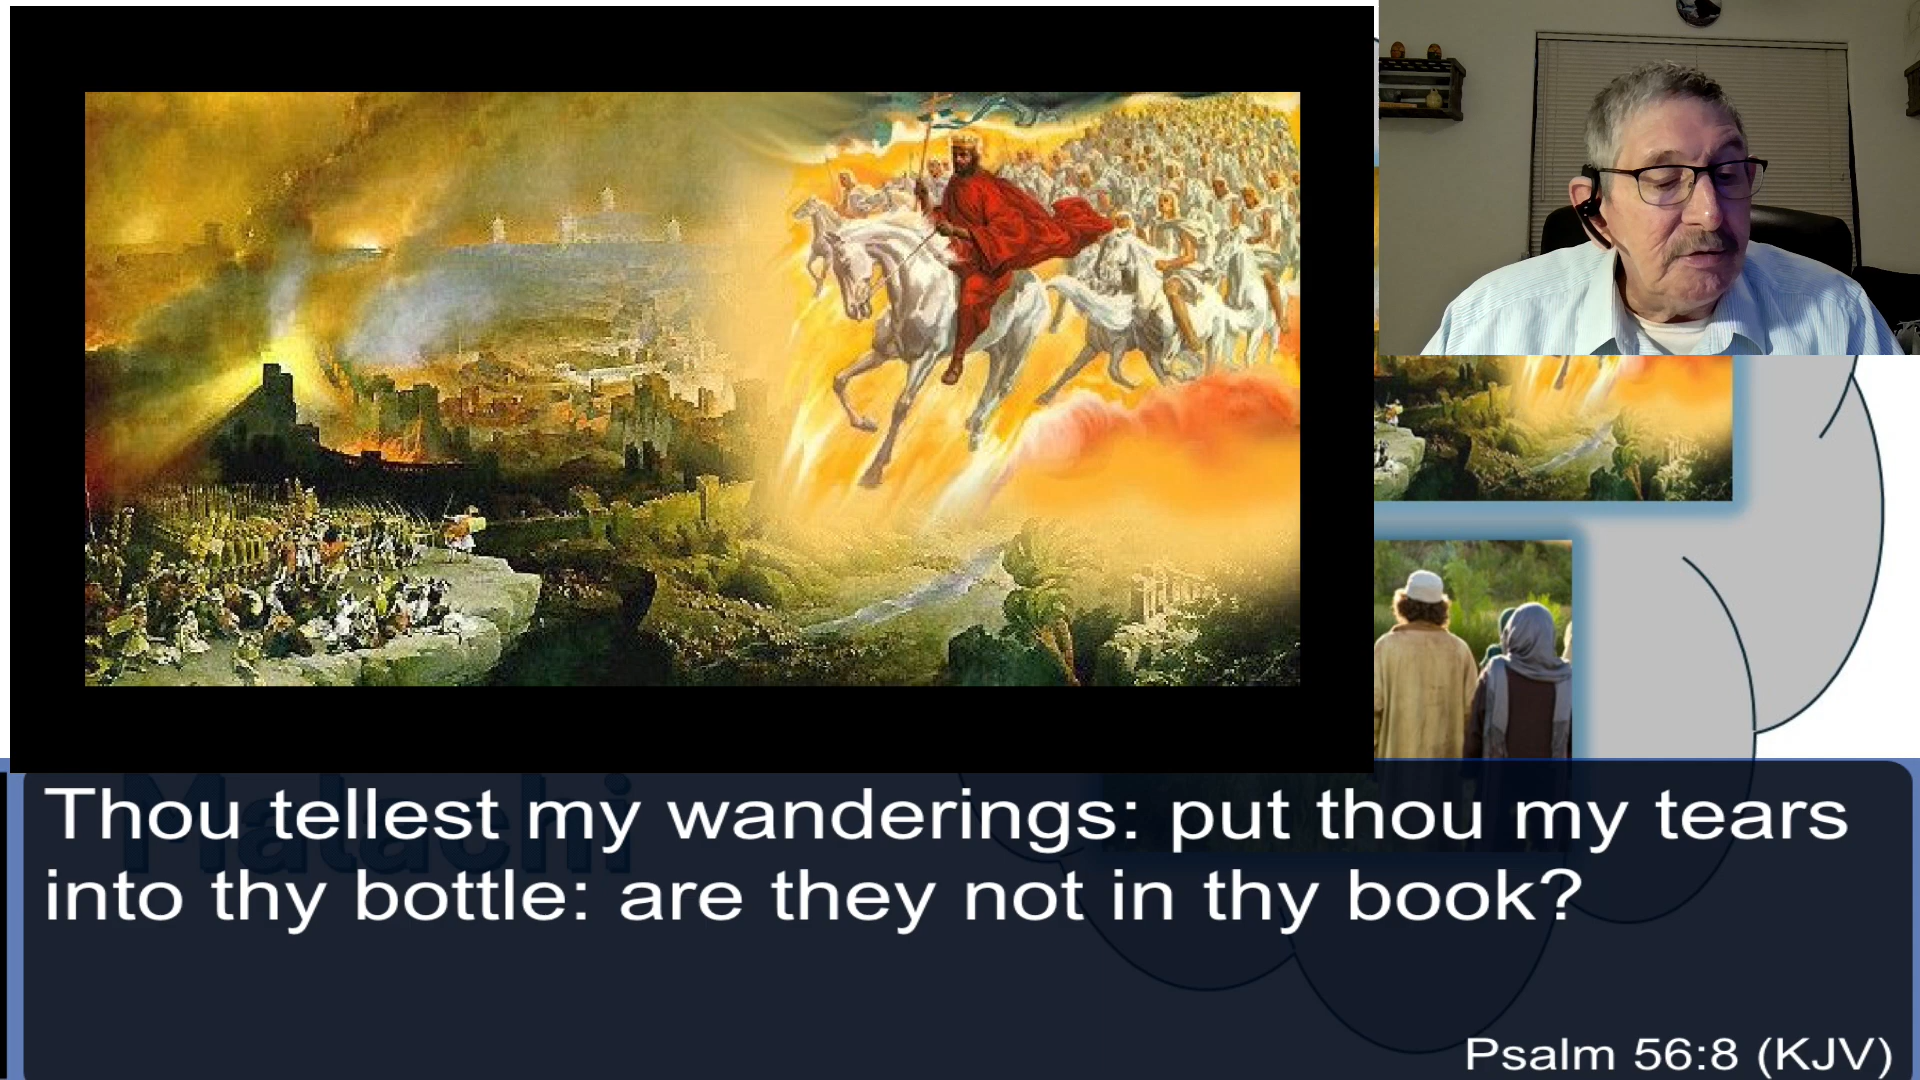 Malachi
Thou tellest my wanderings: put thou my tears
into thy bottle: are they not in thy book?
Psalm 56:8 (KJV)